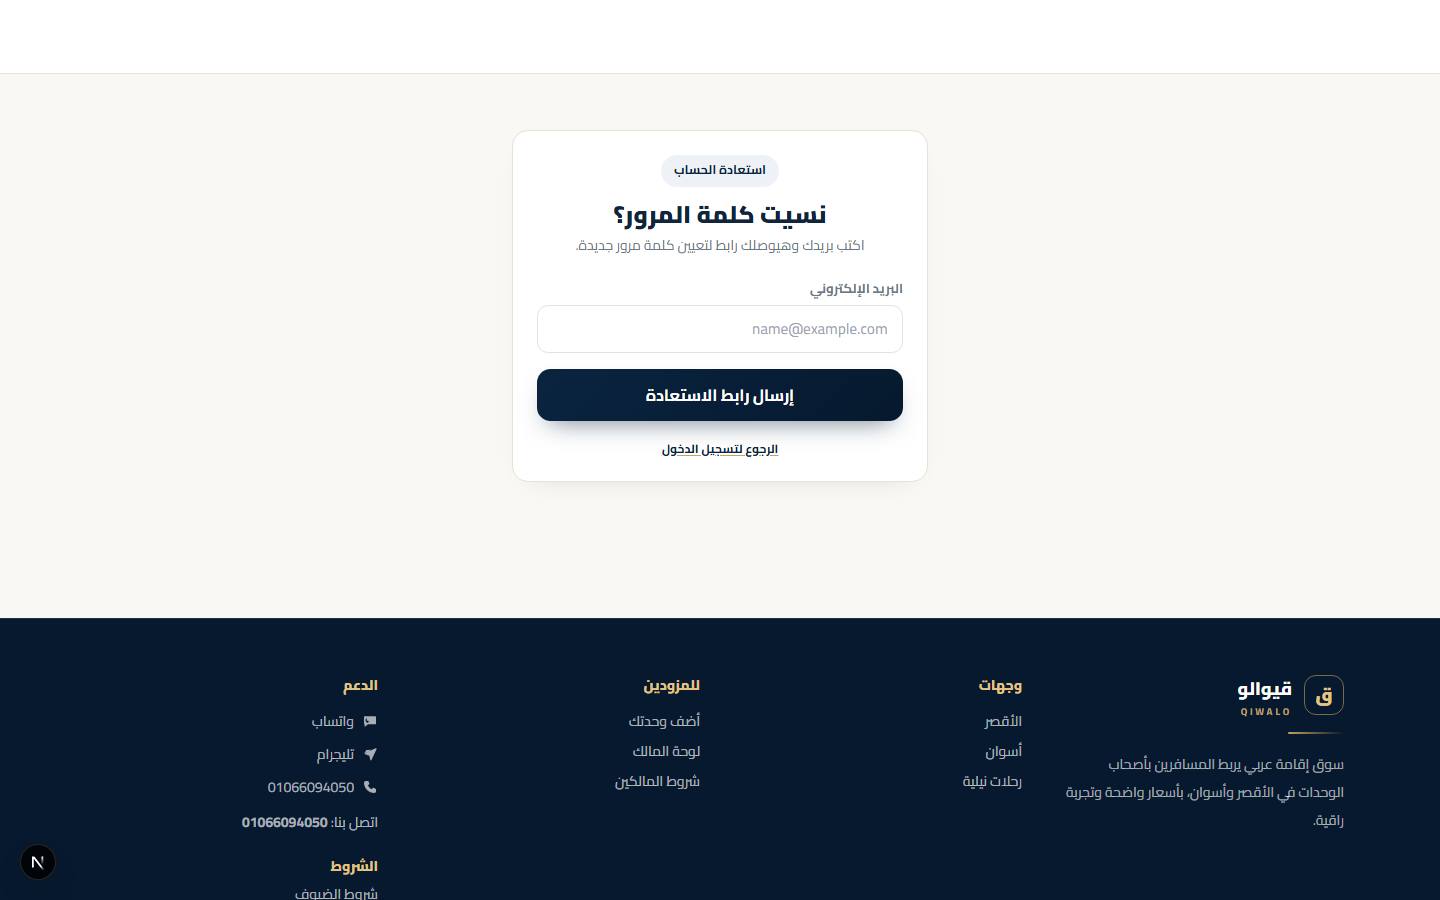 استعادة الحساب
نسيت كلمة المرور؟
اكتب بريدك وهيوصلك رابط لتعيين كلمة مرور جديدة.
البريد الإلكتروني
name@example.com
إرسال رابط الاستعادة
الرجوع لتسجيل الدخول
ق
قيوالو
QIWALO
سوق إقامة عربي يربط المسافرين بأصحاب
الوحدات في الأقصر وأسوان، بأسعار واضحة وتجربة
راقية.
وجهات
الأقصر
أسوان
رحلات نيلية
للمزودين
أضف وحدتك
لوحة المالك
شروط المالكين
الدعم
واتساب
تليجرام
01066094050
اتصل بنا: 01066094050
الشروط
شروط الضيوف
N